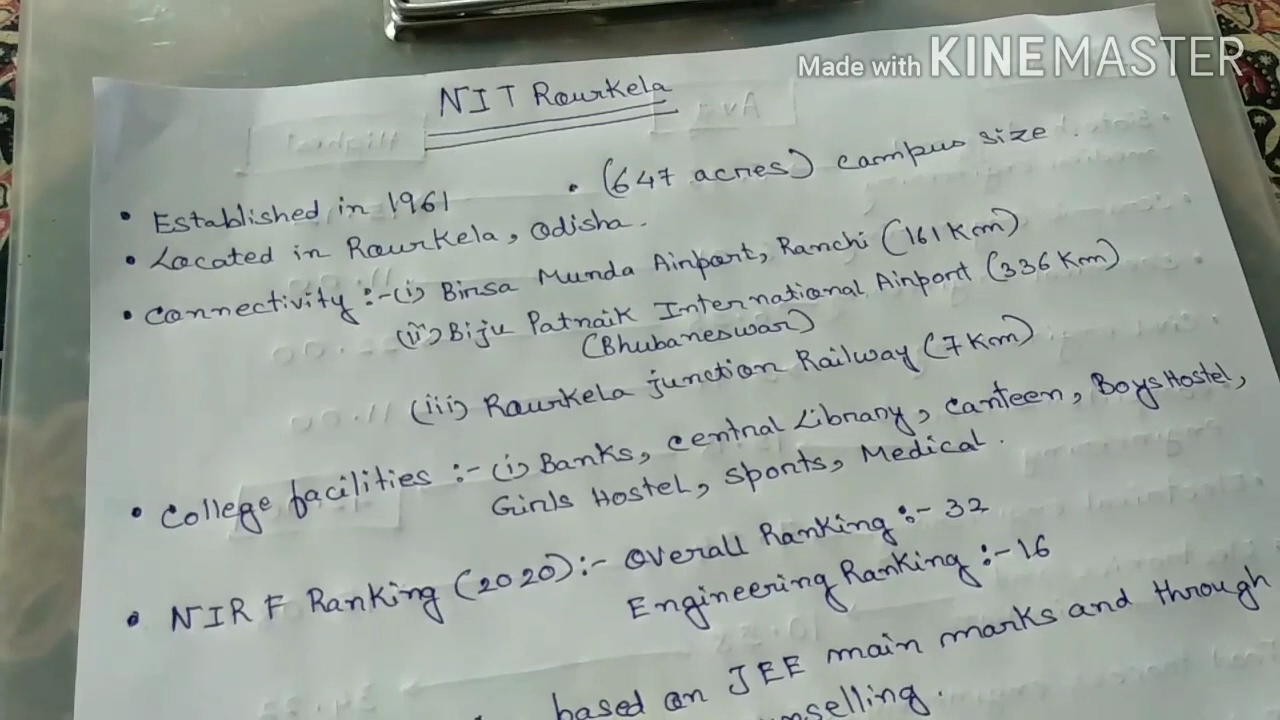 Made with KINEMASTER
NIT Rourkela
• (647 acres) campus size
• Established in 1961
• Located in Rourkela, Odisha.
• Connectivity :- (i) Birsa Munda Airport, Ranchi (161 Km)
(ii) Biju Patnaik International Airport (336 Km)
(Bhubaneswar)
(iii) Rourkela junction Railway (7 Km)
• College facilities :- (i) Banks, central Library, canteen, Boys Hostel,
Girls Hostel, sports, Medical.
• NIRF Ranking (2020):- Overall Ranking :- 32
Engineering Ranking :- 16
based on JEE main marks and through